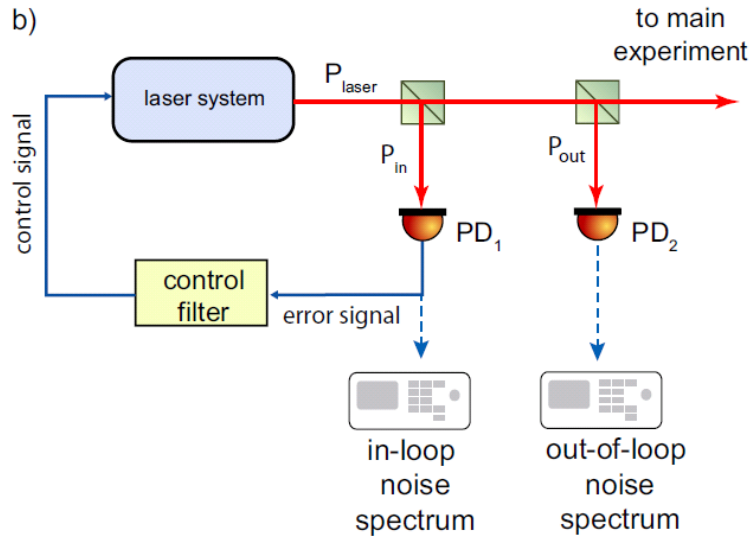 b)
to main
experiment
laser system
P_laser
P_in
P_out
PD_1
PD_2
control signal
control
filter
error signal
in-loop
noise
spectrum
out-of-loop
noise
spectrum